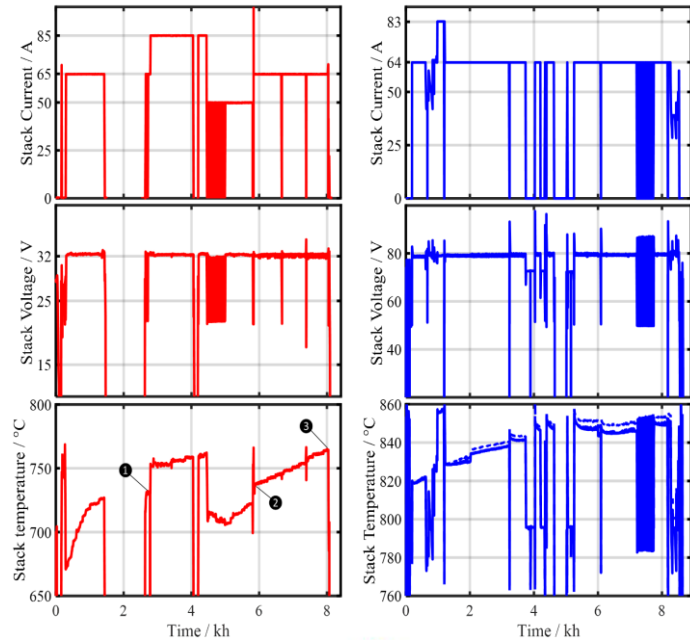 85
65
50
25
0
Stack Current / A
83
64
50
25
0
Stack Current / A
32
25
15
Stack Voltage / V
80
60
40
Stack Voltage / V
800
750
700
650
Stack temperature / °C
1
2
3
0 2 4 6 8
Time / kh
860
840
820
800
780
760
Stack Temperature / °C
0 2 4 6 8
Time / kh